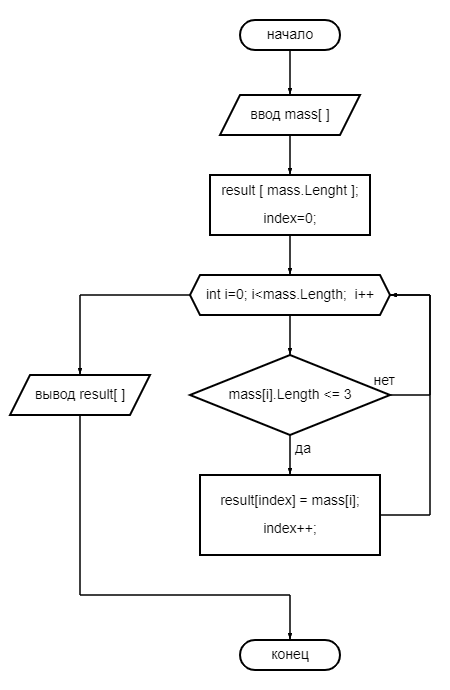 начало
ввод mass[ ]
result [ mass.Lenght ];
index=0;
int i=0; i<mass.Length; i++
нет
mass[i].Length <= 3
вывод result[ ]
да
result[index] = mass[i];
index++;
конец